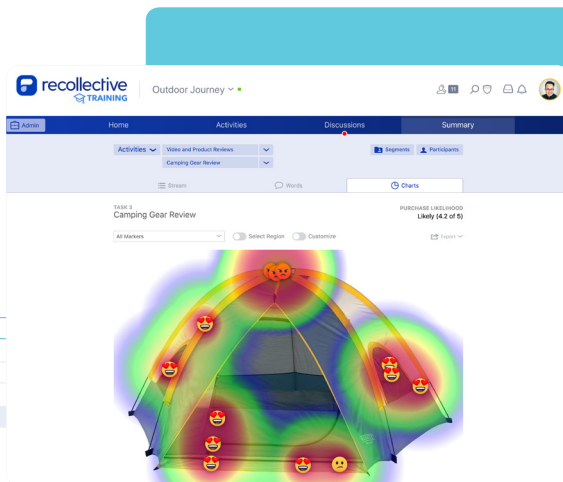 recollective
TRAINING
Outdoor Journey
11
Admin
Home
Activities
Discussions
Summary
Activities
Video and Product Reviews
Camping Gear Review
Segments
Participants
Stream
Words
Charts
TASK 3
Camping Gear Review
PURCHASE LIKELIHOOD
Likely (4.2 of 5)
All Markers
Select Region
Customize
Export